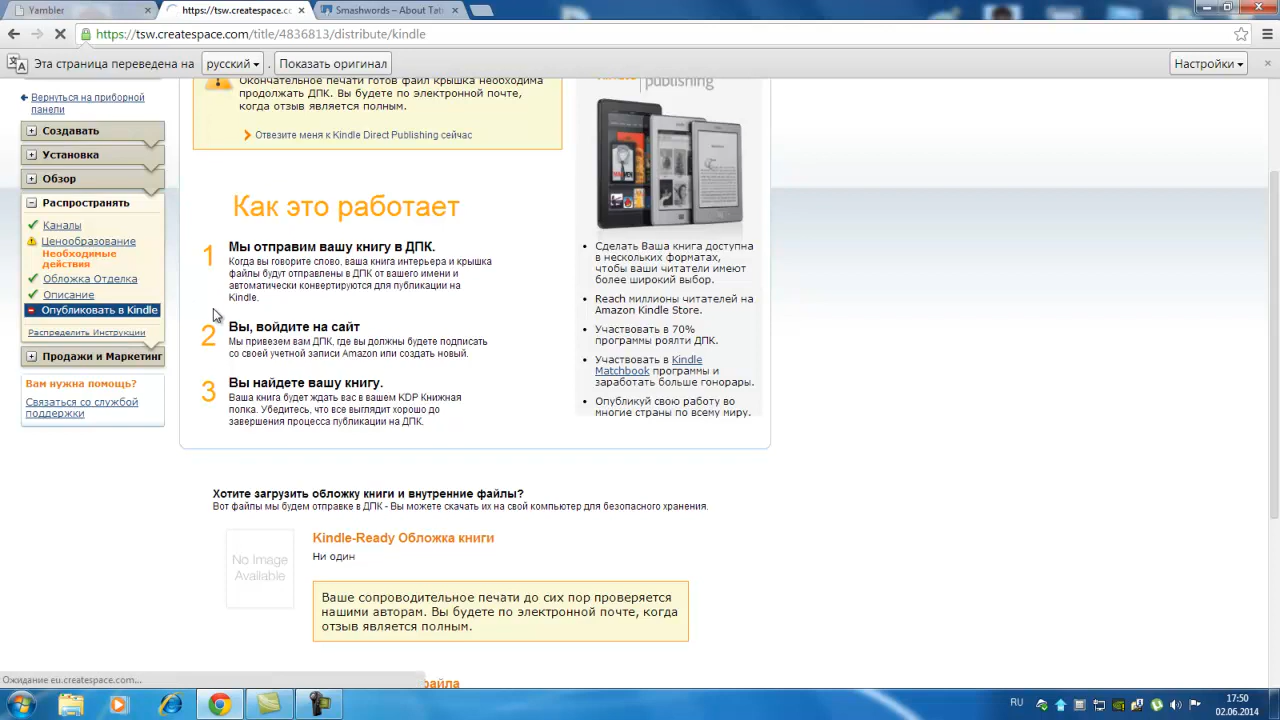 Yambler
https://tsw.createspace.cc
Smashwords – About Tat
https://tsw.createspace.com/title/4836813/distribute/kindle
Эта страница переведена на
русский
Показать оригинал
Настройки
Вернуться на приборной
панели
Создавать
Установка
Обзор
Распространять
Каналы
Ценообразование
Необходимые
действия
Обложка Отделка
Описание
Опубликовать в Kindle
Распределить Инструкции
Продажи и Маркетинг
Вам нужна помощь?
Связаться со службой
поддержки
Окончательное печати готов файл крышка необходима
продолжать ДПК. Вы будете по электронной почте,
когда отзыв является полным.
Отвезите меня к Kindle Direct Publishing сейчас
Как это работает
1
Мы отправим вашу книгу в ДПК.
Когда вы говорите слово, ваша книга интерьера и крышка
файлы будут отправлены в ДПК от вашего имени и
автоматически конвертируются для публикации на
Kindle.
2
Вы, войдите на сайт
Мы привезем вам ДПК, где вы должны будете подписать
со своей учетной записи Amazon или создать новый.
3
Вы найдете вашу книгу.
Ваша книга будет ждать вас в вашем KDP Книжная
полка. Убедитесь, что все выглядит хорошо до
завершения процесса публикации на ДПК.
publishing
Сделать Ваша книга доступна
в нескольких форматах,
чтобы ваши читатели имеют
более широкий выбор.
Reach миллионы читателей на
Amazon Kindle Store.
Участвовать в 70%
программы роялти ДПК.
Участвовать в Kindle
Matchbook программы и
заработать больше гонорары.
Опубликуй свою работу во
многие страны по всему миру.
Хотите загрузить обложку книги и внутренние файлы?
Вот файлы мы будем отправке в ДПК - Вы можете скачать их на свой компьютер для безопасного хранения.
No Image
Available
Kindle-Ready Обложка книги
Ни один
Ваше сопроводительное печати до сих пор проверяется
нашими авторам. Вы будете по электронной почте, когда
отзыв является полным.
Ожидание eu.createspace.com...
файла
RU
17:50
02.06.2014